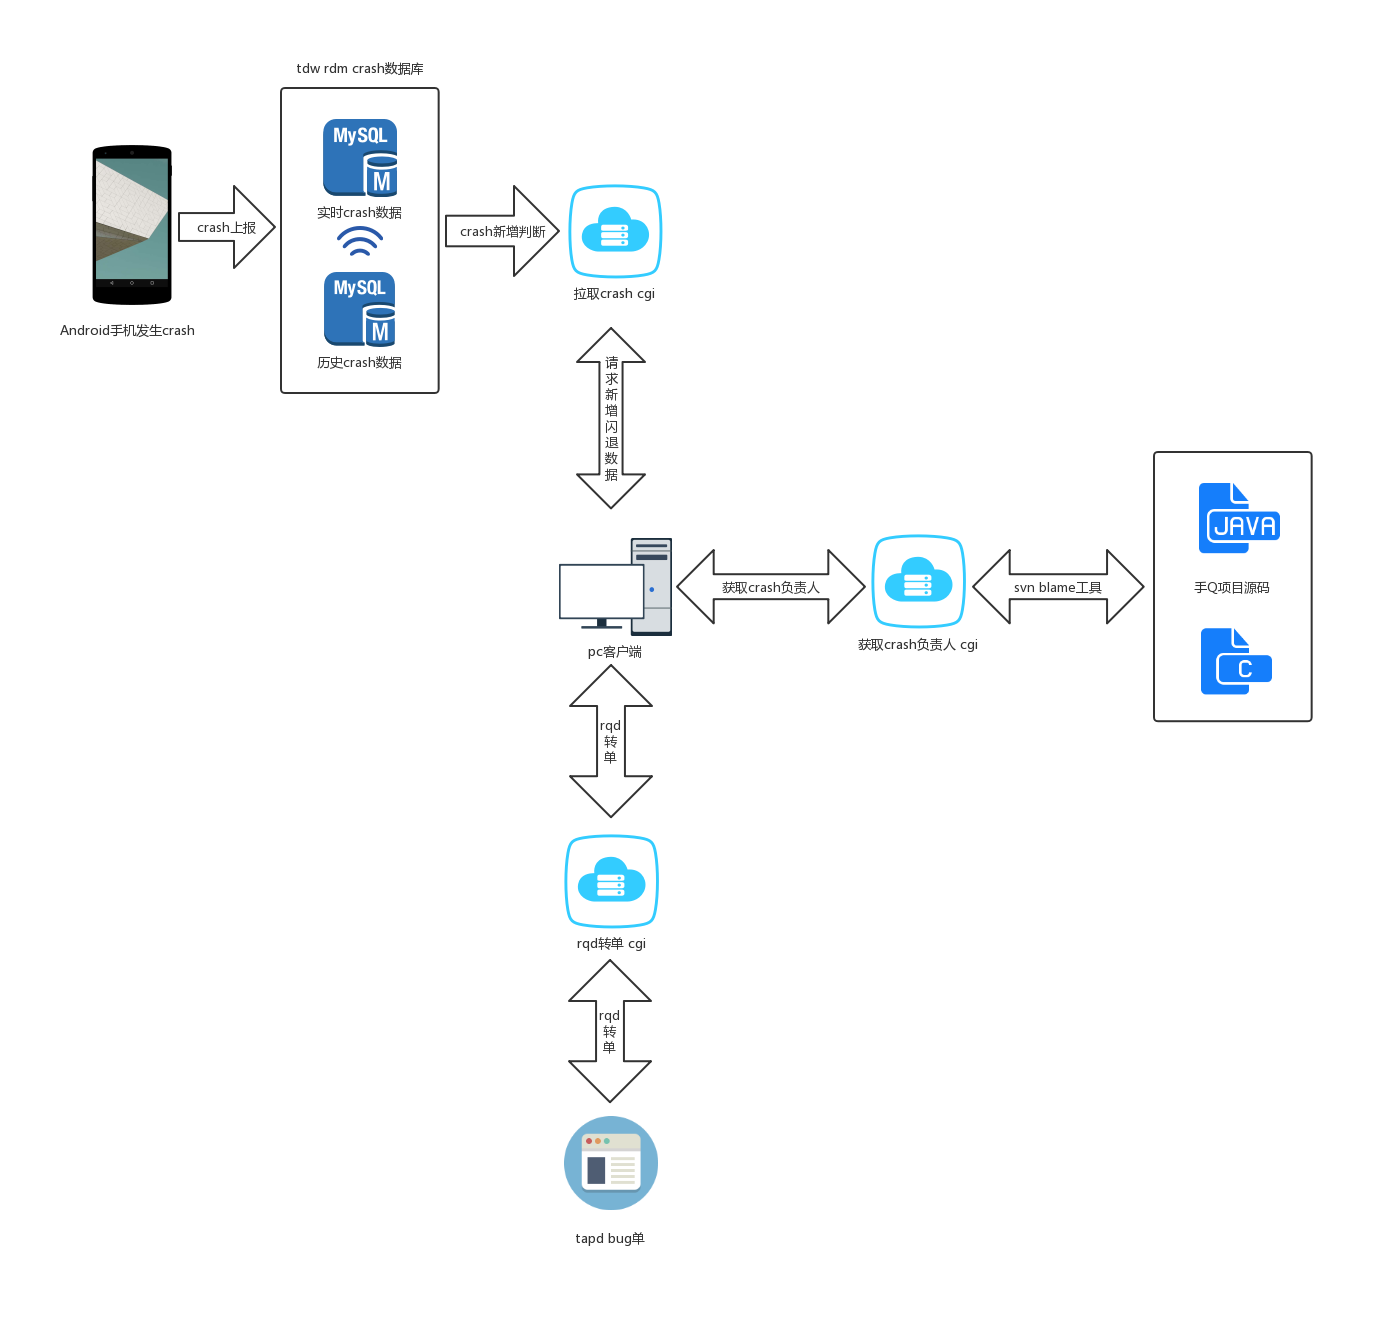 tdw rdm crash数据库
MySQL
M
实时crash数据
MySQL
M
历史crash数据
crash上报
Android手机发生crash
crash新增判断
拉取crash cgi
请求新增闪退数据
pc客户端
获取crash负责人
获取crash负责人 cgi
svn blame工具
JAVA
手Q项目源码
C
rqd转单
rqd转单 cgi
rqd转单
tapd bug单